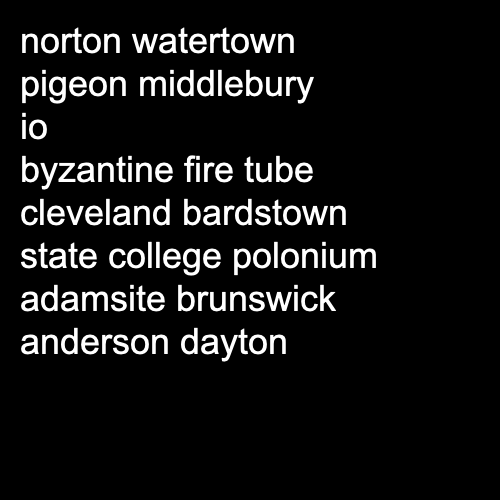 norton watertown
pigeon middlebury
io
byzantine fire tube
cleveland bardstown
state college polonium
adamsite brunswick
anderson dayton